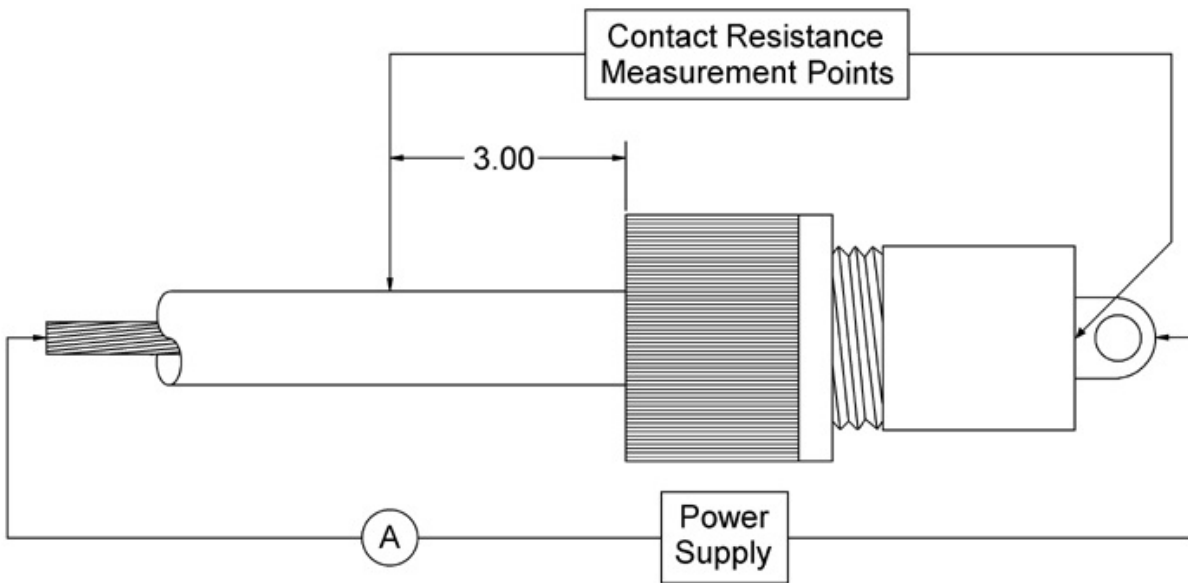 Contact Resistance
Measurement Points
3.00
A
Power
Supply